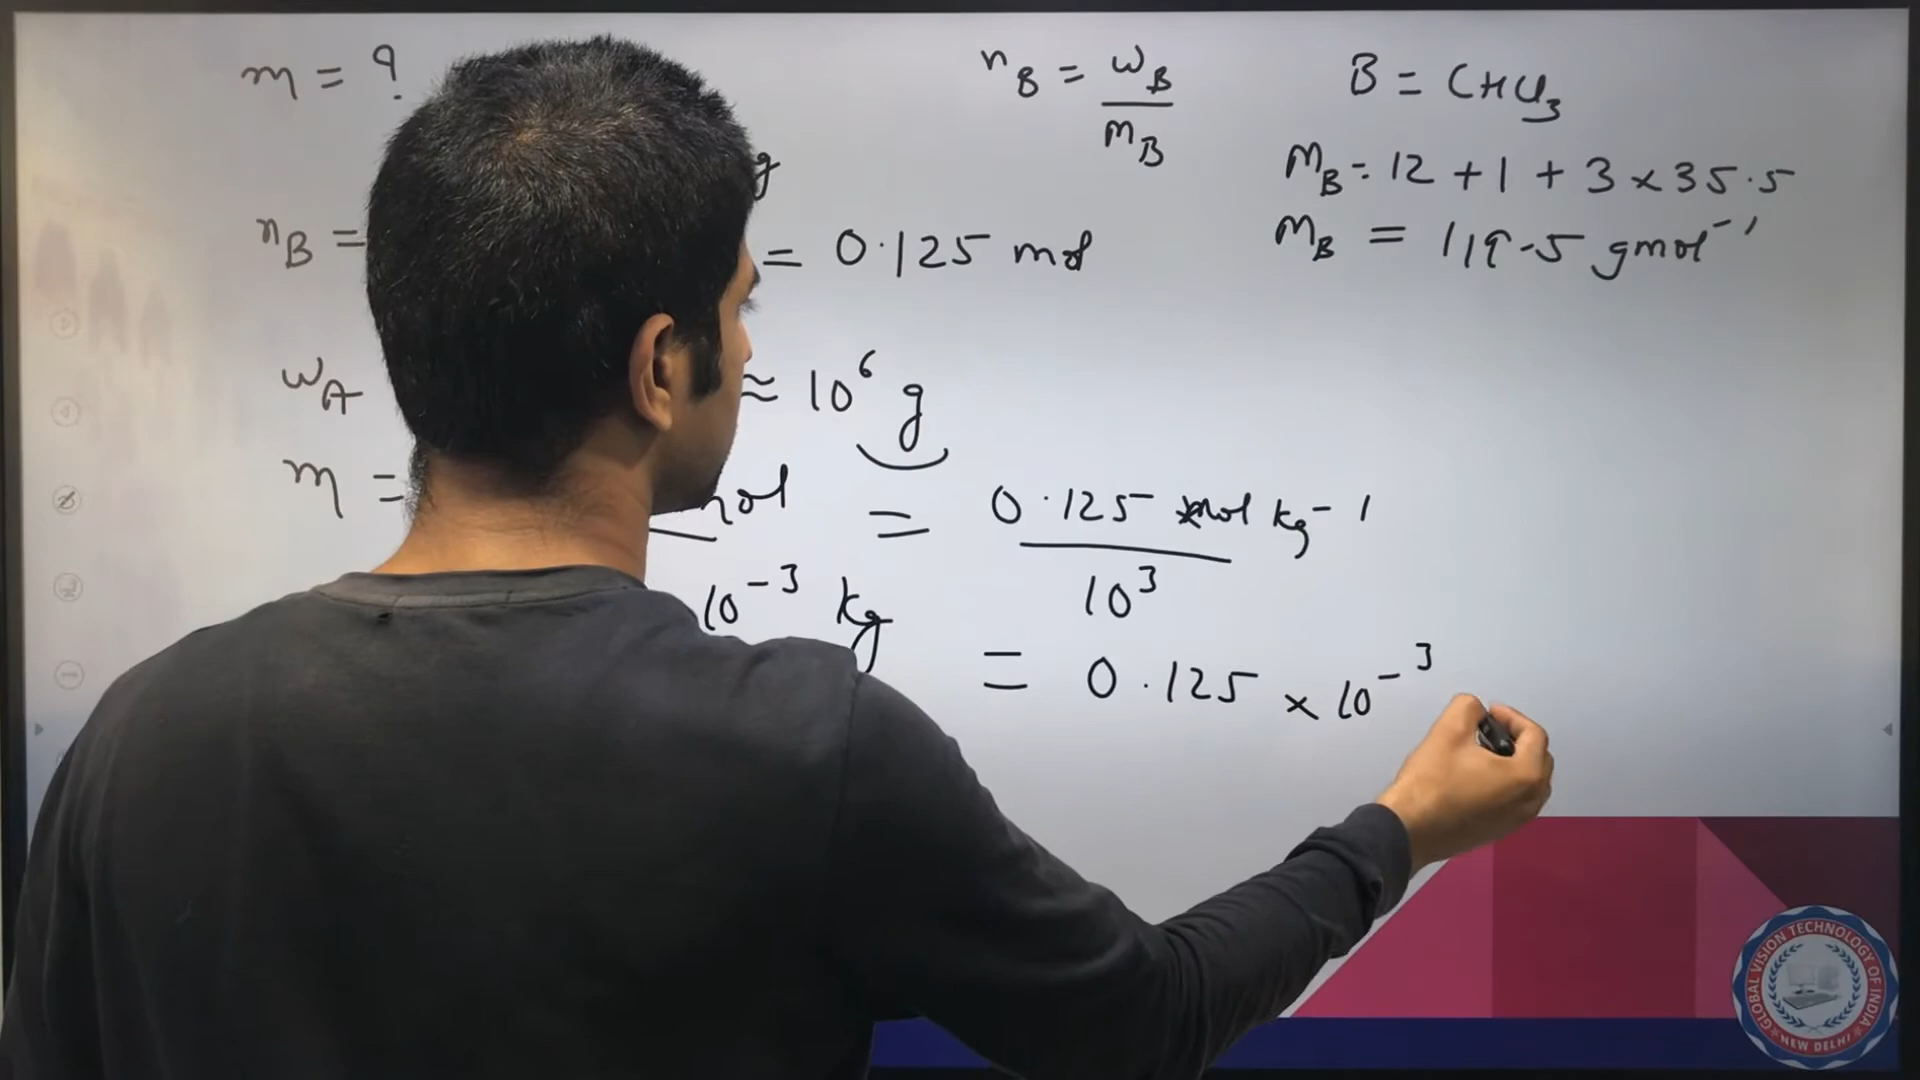 m = ?
n_B = w_B / m_B
B = CHCl_3
g
M_B = 12 + 1 + 3 × 35.5
n_B =
= 0.125 mol
M_B = 119.5 gmol^-1
w_A
≈ 10^6 g
m =
mol
= 0.125 mol kg^-1 / 10^3
10^-3 kg
= 0.125 × 10^-3
GLOBAL VISION TECHNOLOGY OF INDIA
NEW DELHI